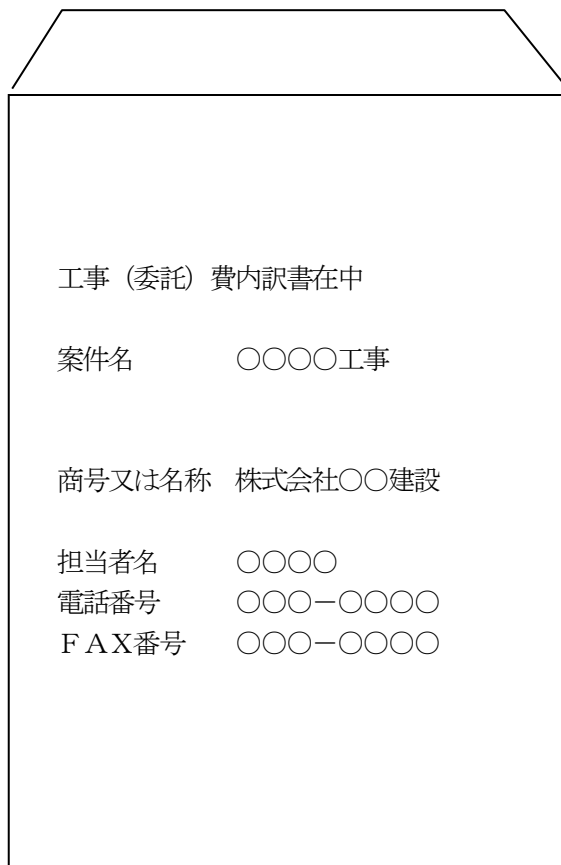 工事（委託）費内訳書在中
案件名　　　　○○○○工事
商号又は名称　株式会社○○建設
担当者名　　　○○○○
電話番号　　　○○○－○○○○
ＦＡＸ番号　　○○○－○○○○